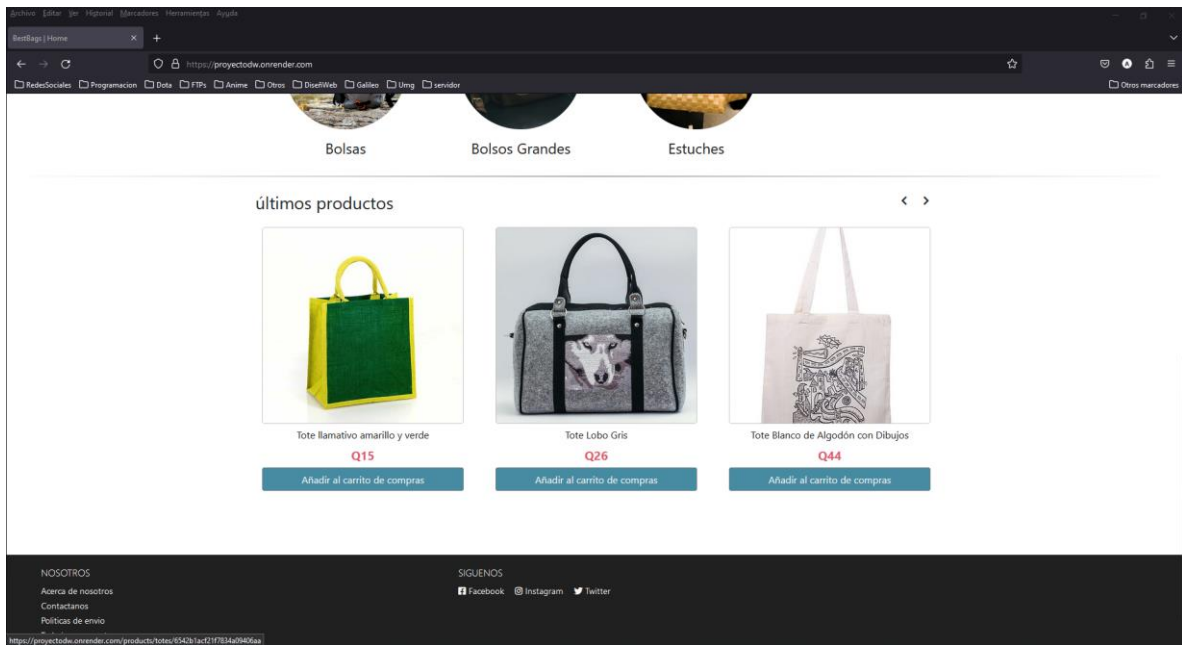 Archivo Editar Ver Historial Marcadores Herramientas Ayuda
BestBags | Home
https://proyectodw.onrender.com
RedesSociales Programacion Dota FTPs Anime Otros DiseñWeb Galileo Umg servidor Otros marcadores
Bolsas Bolsos Grandes Estuches
últimos productos
Tote llamativo amarillo y verde Tote Lobo Gris Tote Blanco de Algodón con Dibujos
Q15 Q26 Q44
Añadir al carrito de compras Añadir al carrito de compras Añadir al carrito de compras
NOSOTROS SIGUENOS
Acerca de nosotros Facebook Instagram Twitter
Contactanos
Politicas de envio
https://proyectodw.onrender.com/products/totes/6542b1acf21f7834a09406aa